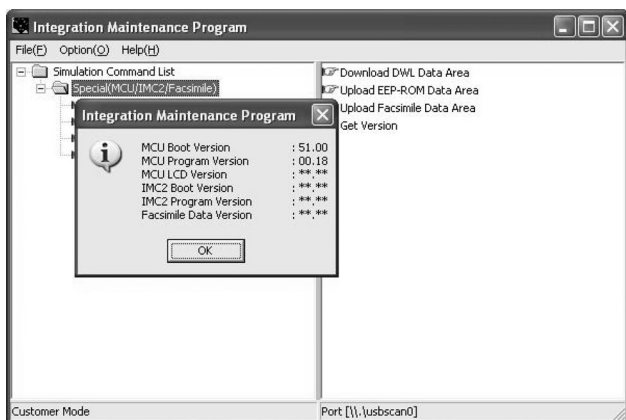 Integration Maintenance Program
File(F) Option(O) Help(H)
Simulation Command List
Special(MCU/IMC2/Facsimile)
Download DWL Data Area
Upload EEP-ROM Data Area
Upload Facsimile Data Area
Get Version
Integration Maintenance Program
MCU Boot Version : 51.00
MCU Program Version : 00.18
MCU LCD Version : **.**
IMC2 Boot Version : **.**
IMC2 Program Version : **.**
Facsimile Data Version : **.**
OK
Customer Mode
Port [\\.\usbscan0]